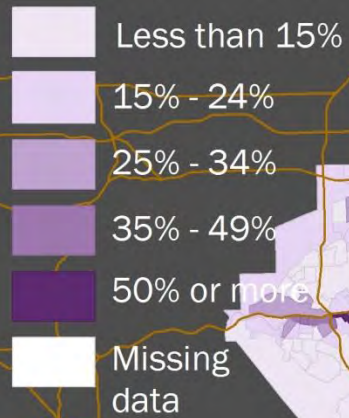 Less than 15%
15% - 24%
25% - 34%
35% - 49%
50% or more
Missing
data